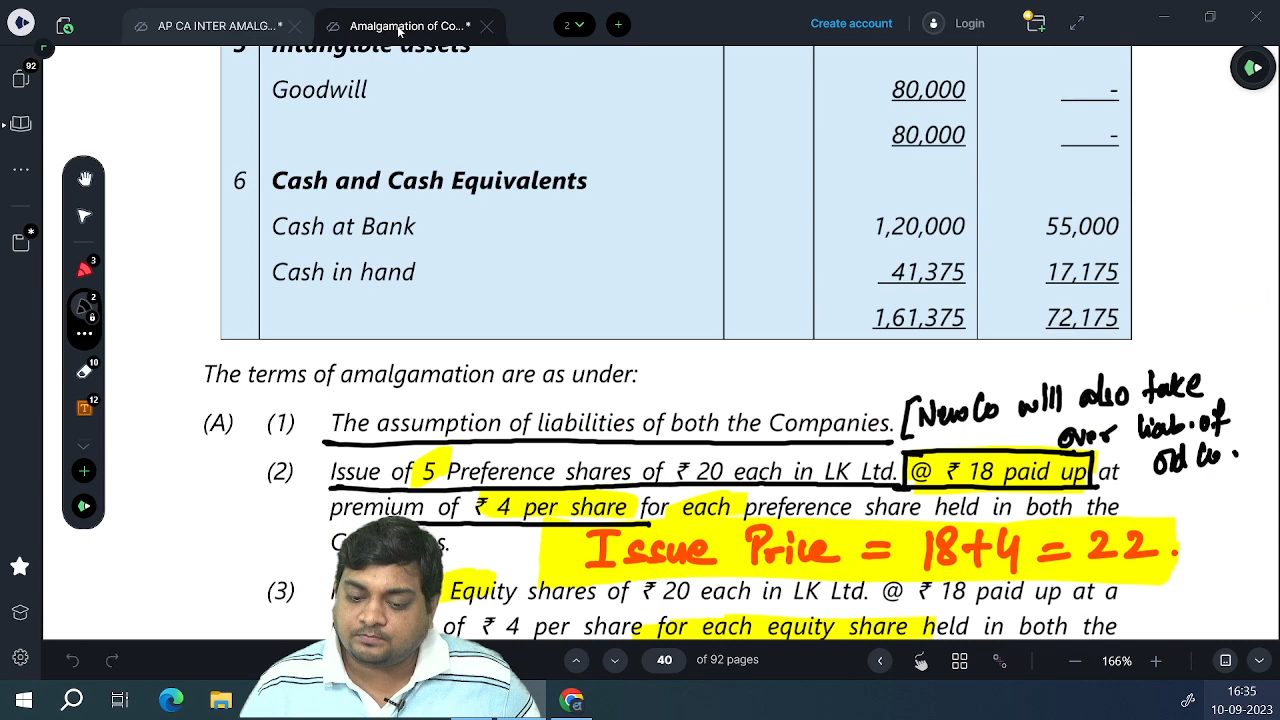 AP CA INTER AMALG... *
Amalgamation of Co... *
2
Create account
Login
92
5 Intangible assets
Goodwill 80,000 -
80,000 -
6 Cash and Cash Equivalents
Cash at Bank 1,20,000 55,000
Cash in hand 41,375 17,175
1,61,375 72,175
The terms of amalgamation are as under:
(A) (1) The assumption of liabilities of both the Companies. [New Co will also take
over liab. of
old Co.
(2) Issue of 5 Preference shares of ₹ 20 each in LK Ltd. @ ₹ 18 paid up at
premium of ₹ 4 per share for each preference share held in both the
Issue Price = 18+4 = 22.
(3) Equity shares of ₹ 20 each in LK Ltd. @ ₹ 18 paid up at a
of ₹ 4 per share for each equity share held in both the
3
2
10
12
40 of 92 pages
166%
16:35
10-09-2023